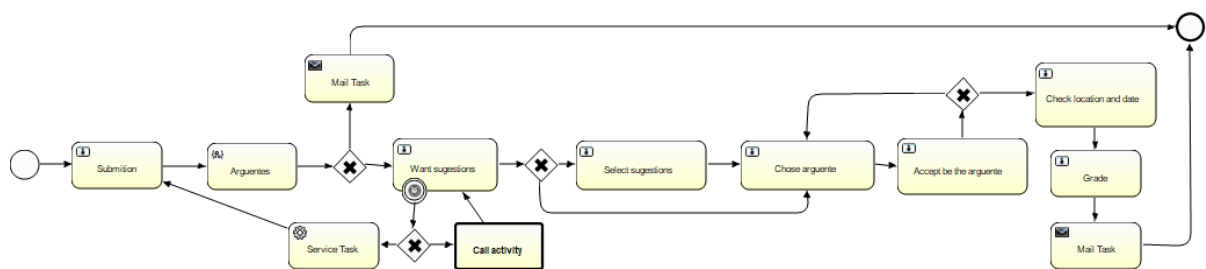 Mail Task
Check location and date
Submition
Arguentes
Want sugestions
Select sugestions
Chose arguente
Accept be the arguente
Grade
Service Task
Call activity
Mail Task